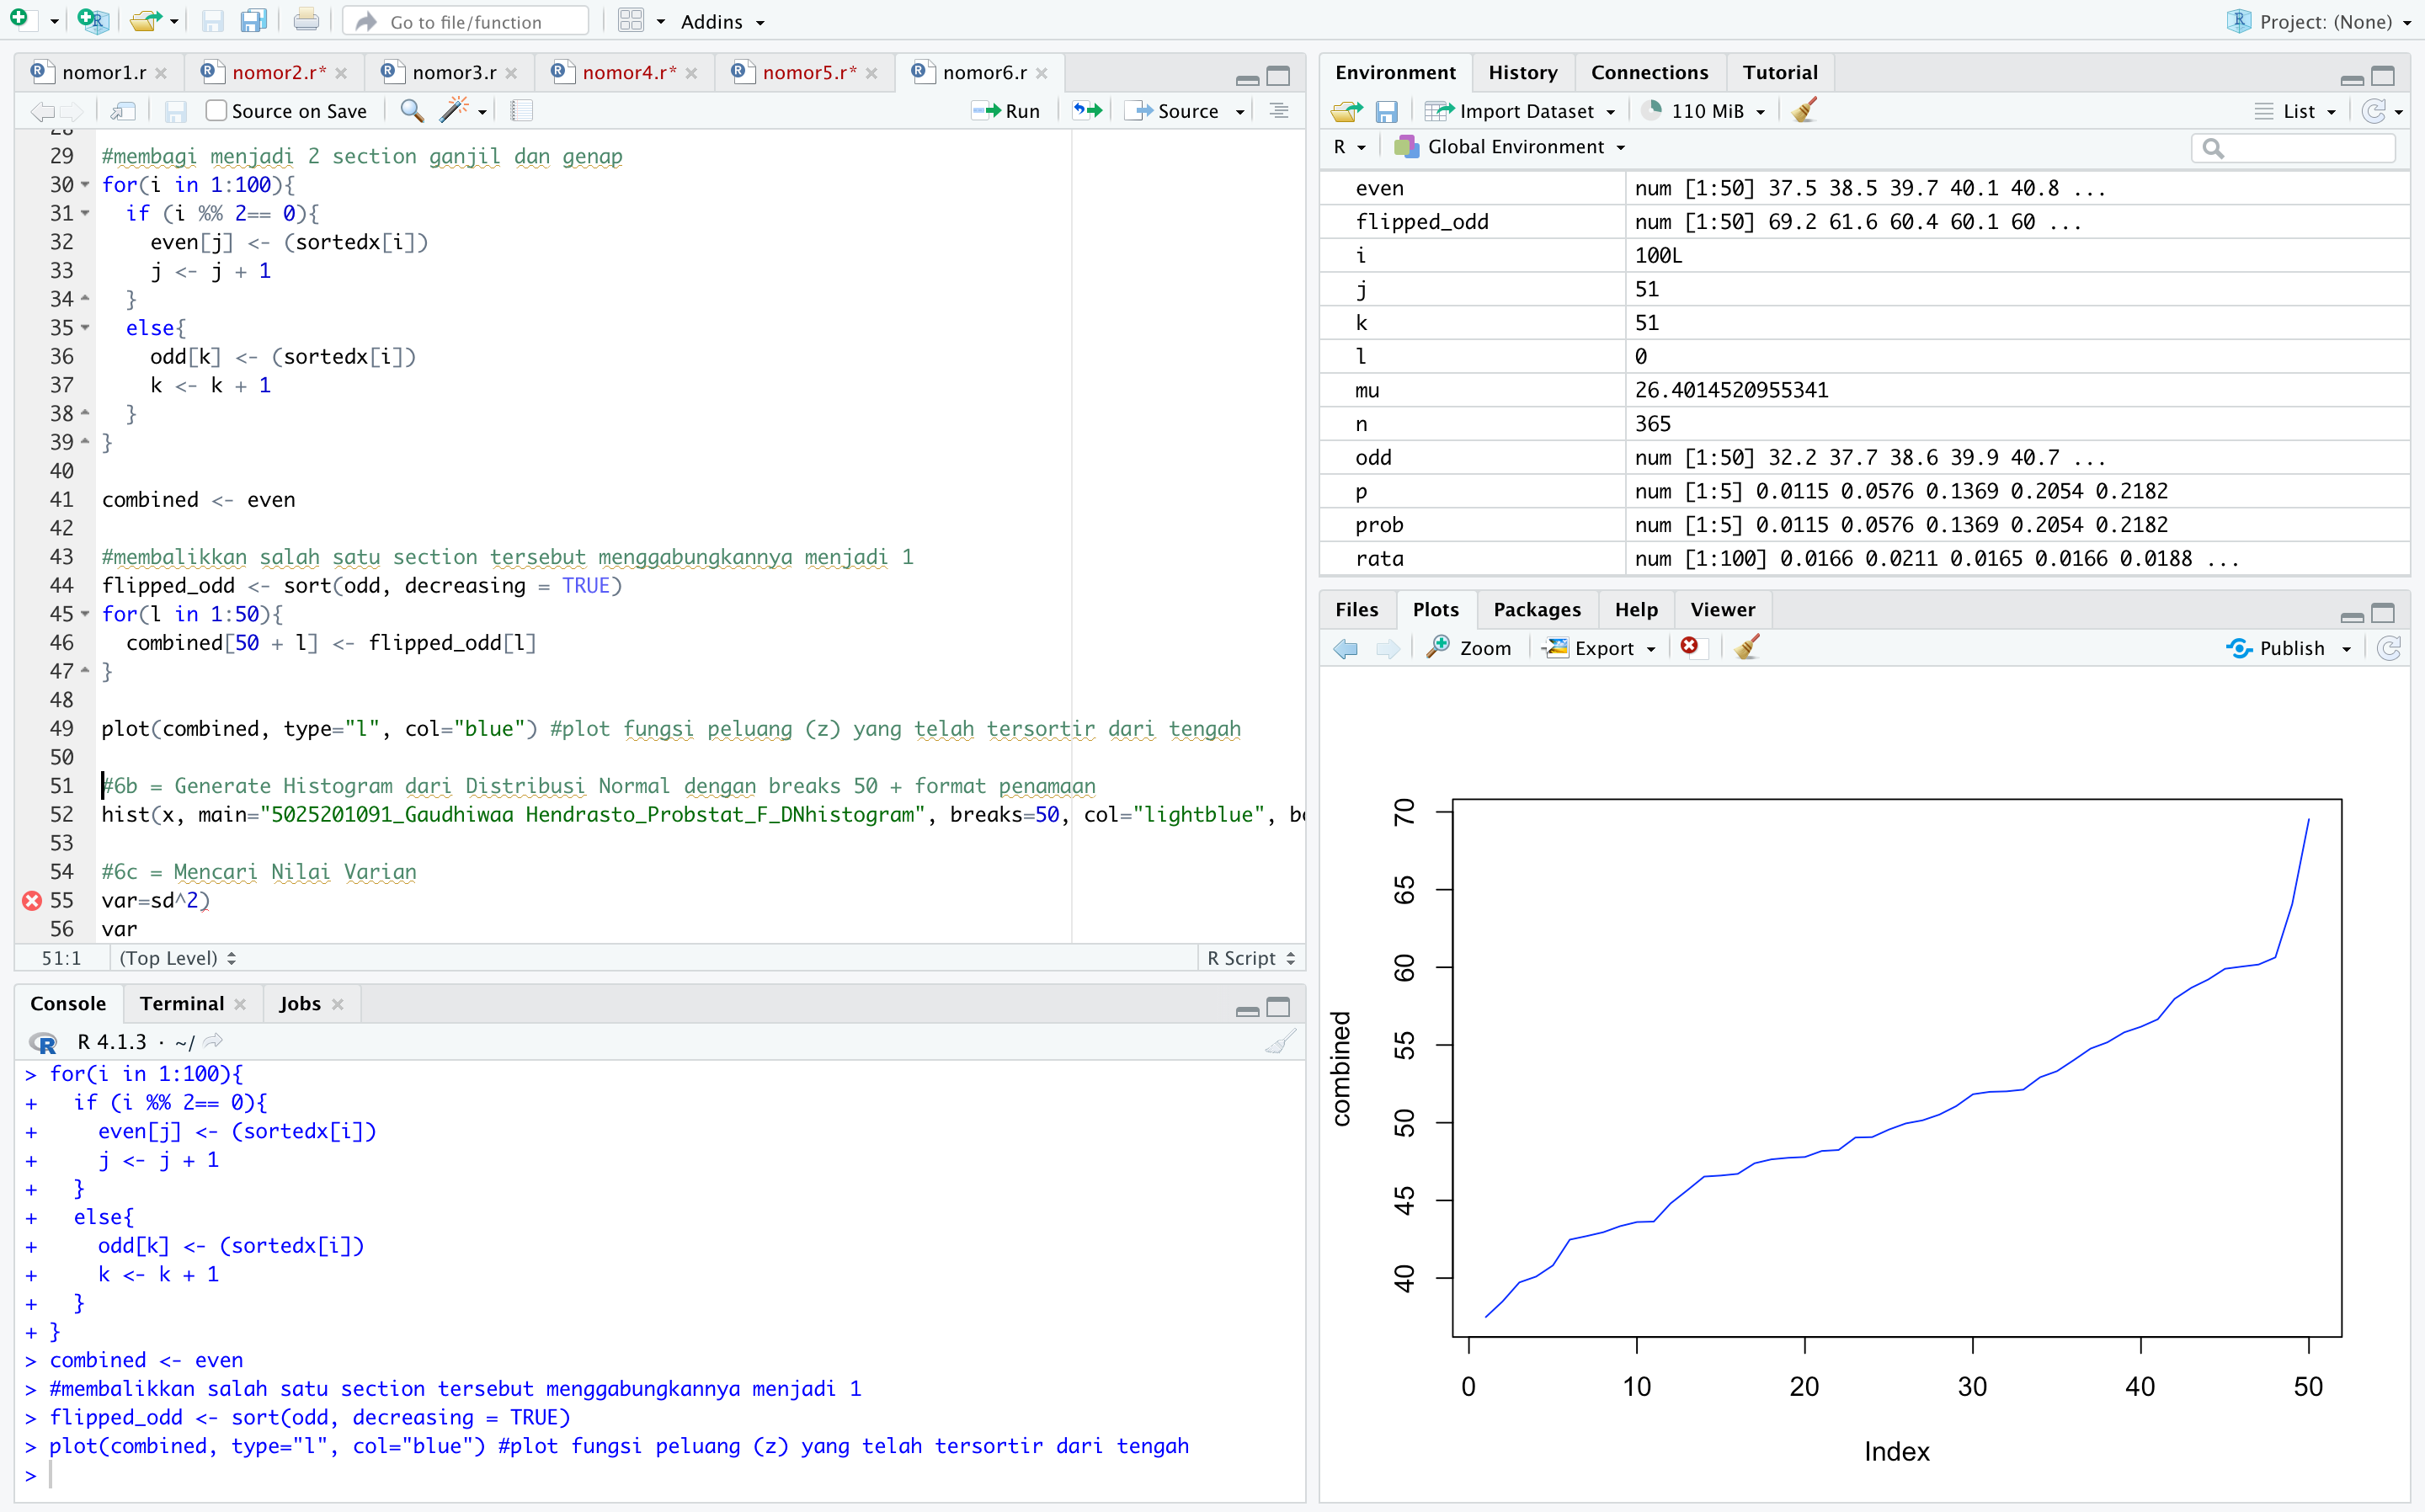 Go to file/function
Addins
Project: (None)
nomor1.r
nomor2.r*
nomor3.r
nomor4.r*
nomor5.r*
nomor6.r
Source on Save
Run
Source
28
29 #membagi menjadi 2 section ganjil dan genap
30 for(i in 1:100){
31 if (i %% 2== 0){
32 even[j] <- (sortedx[i])
33 j <- j + 1
34 }
35 else{
36 odd[k] <- (sortedx[i])
37 k <- k + 1
38 }
39 }
40
41 combined <- even
42
43 #membalikkan salah satu section tersebut menggabungkannya menjadi 1
44 flipped_odd <- sort(odd, decreasing = TRUE)
45 for(l in 1:50){
46 combined[50 + l] <- flipped_odd[l]
47 }
48
49 plot(combined, type="l", col="blue") #plot fungsi peluang (z) yang telah tersortir dari tengah
50
51 #6b = Generate Histogram dari Distribusi Normal dengan breaks 50 + format penamaan
52 hist(x, main="5025201091_Gaudhiwaa Hendrasto_Probstat_F_DNhistogram", breaks=50, col="lightblue", bo
53
54 #6c = Mencari Nilai Varian
55 var=sd^2)
56 var
51:1 (Top Level) R Script
Console Terminal Jobs
R 4.1.3 · ~/
> for(i in 1:100){
+ if (i %% 2== 0){
+ even[j] <- (sortedx[i])
+ j <- j + 1
+ }
+ else{
+ odd[k] <- (sortedx[i])
+ k <- k + 1
+ }
+ }
> combined <- even
> #membalikkan salah satu section tersebut menggabungkannya menjadi 1
> flipped_odd <- sort(odd, decreasing = TRUE)
> plot(combined, type="l", col="blue") #plot fungsi peluang (z) yang telah tersortir dari tengah
>
Environment History Connections Tutorial
Import Dataset 110 MiB List
R Global Environment
even num [1:50] 37.5 38.5 39.7 40.1 40.8 ...
flipped_odd num [1:50] 69.2 61.6 60.4 60.1 60 ...
i 100L
j 51
k 51
l 0
mu 26.4014520955341
n 365
odd num [1:50] 32.2 37.7 38.6 39.9 40.7 ...
p num [1:5] 0.0115 0.0576 0.1369 0.2054 0.2182
prob num [1:5] 0.0115 0.0576 0.1369 0.2054 0.2182
rata num [1:100] 0.0166 0.0211 0.0165 0.0166 0.0188 ...
Files Plots Packages Help Viewer
Zoom Export Publish
combined
70
65
60
55
50
45
40
0 10 20 30 40 50
Index